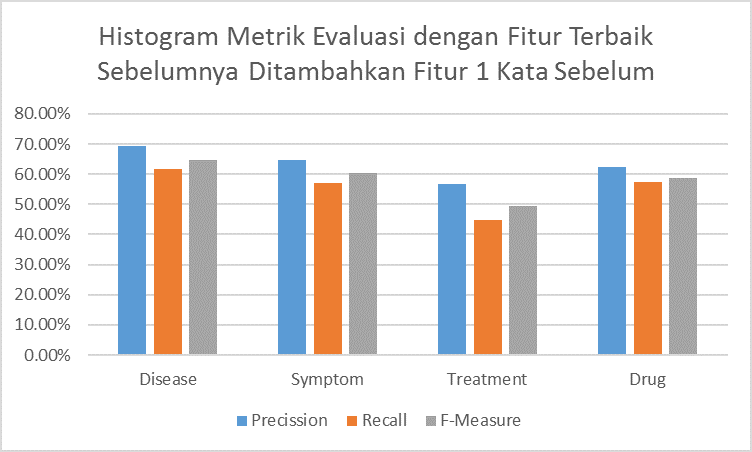 Histogram Metrik Evaluasi dengan Fitur Terbaik
Sebelumnya Ditambahkan Fitur 1 Kata Sebelum
80.00%
70.00%
60.00%
50.00%
40.00%
30.00%
20.00%
10.00%
0.00%
Disease Symptom Treatment Drug
Precission Recall F-Measure